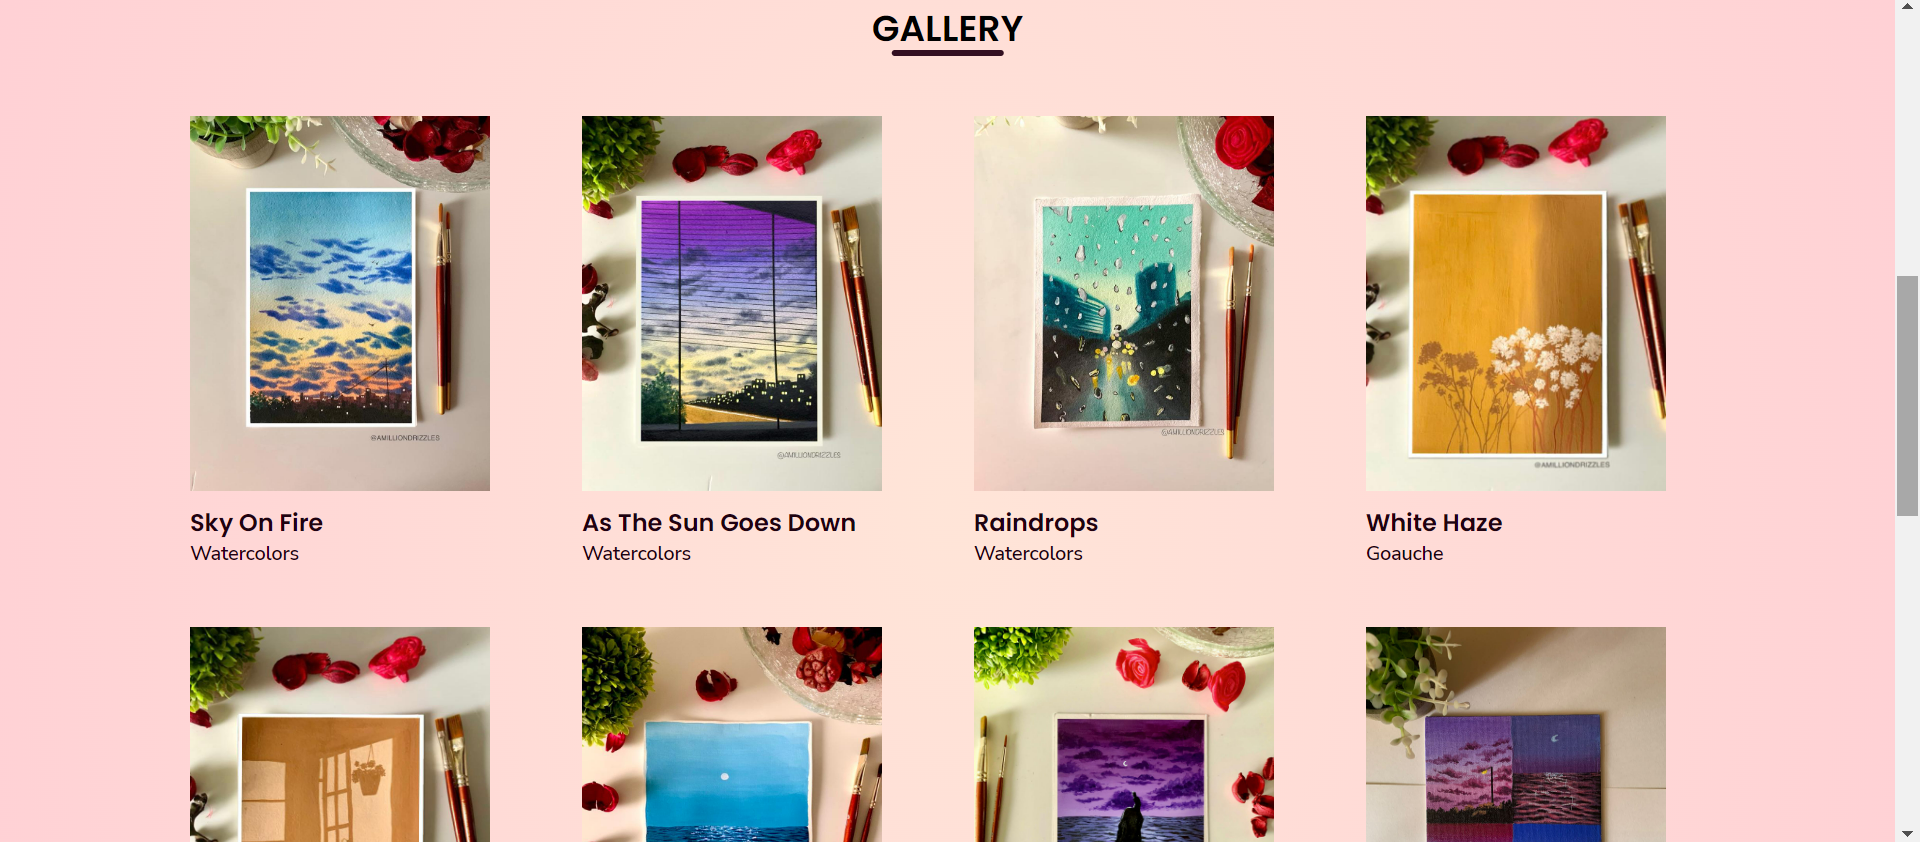 GALLERY
@AMILLIONDRIZZLES
@AMILLIONDRIZZLES
@AMILLIONDRIZZLES
@AMILLIONDRIZZLES
Sky On Fire
Watercolors
As The Sun Goes Down
Watercolors
Raindrops
Watercolors
White Haze
Goauche